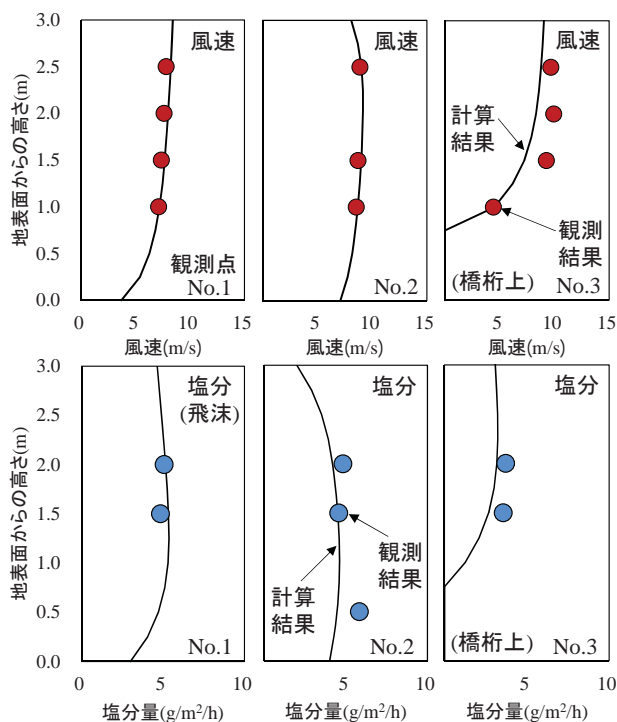 地表面からの高さ(m)
3.0
2.5
2.0
1.5
1.0
0.5
0.0
風速
観測点
No.1
0 5 10 15
風速(m/s)
風速
No.2
0 5 10 15
風速(m/s)
風速
計算
結果
観測
結果
(橋桁上)
No.3
0 5 10 15
風速(m/s)
地表面からの高さ(m)
3.0
2.5
2.0
1.5
1.0
0.5
0.0
塩分
(飛沫)
No.1
0 5 10
塩分量(g/m²/h)
塩分
観測
結果
計算
結果
No.2
0 5 10
塩分量(g/m²/h)
塩分
(橋桁上)
No.3
0 5 10
塩分量(g/m²/h)